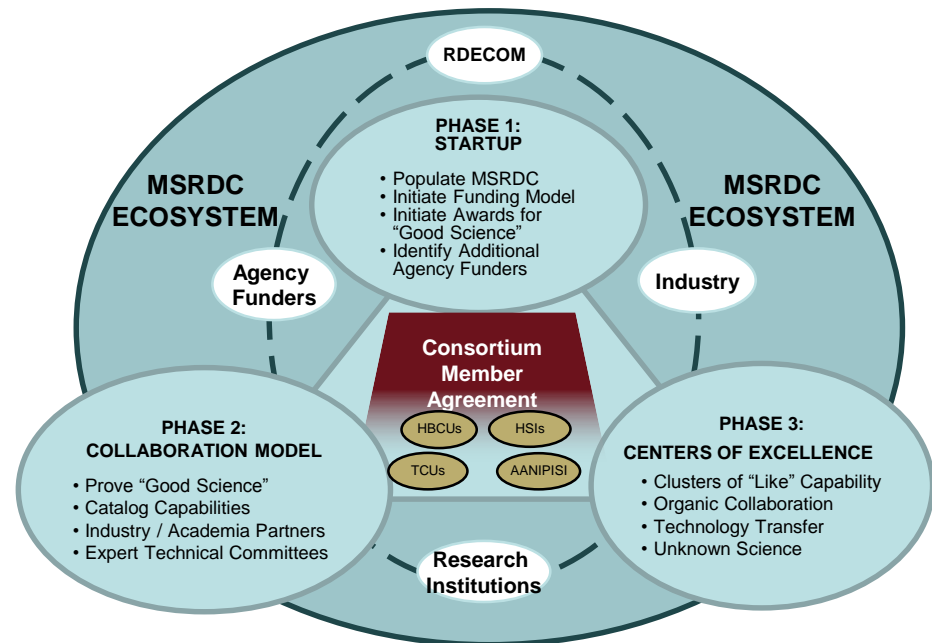 RDECOM
PHASE 1:
STARTUP
• Populate MSRDC
• Initiate Funding Model
• Initiate Awards for
“Good Science”
• Identify Additional
Agency Funders
MSRDC
ECOSYSTEM
MSRDC
ECOSYSTEM
Agency
Funders
Industry
Consortium
Member
Agreement
HBCUs
HSIs
TCUs
AANIPISI
PHASE 2:
COLLABORATION MODEL
• Prove “Good Science”
• Catalog Capabilities
• Industry / Academia Partners
• Expert Technical Committees
PHASE 3:
CENTERS OF EXCELLENCE
• Clusters of “Like” Capability
• Organic Collaboration
• Technology Transfer
• Unknown Science
Research
Institutions